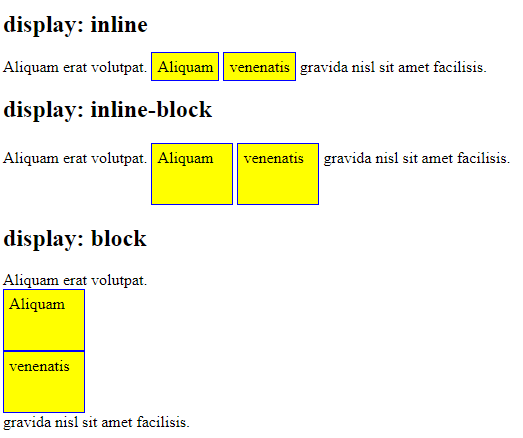 display: inline
Aliquam erat volutpat. Aliquam venenatis gravida nisl sit amet facilisis.
display: inline-block
Aliquam erat volutpat. Aliquam venenatis gravida nisl sit amet facilisis.
display: block
Aliquam erat volutpat.
Aliquam
venenatis
gravida nisl sit amet facilisis.